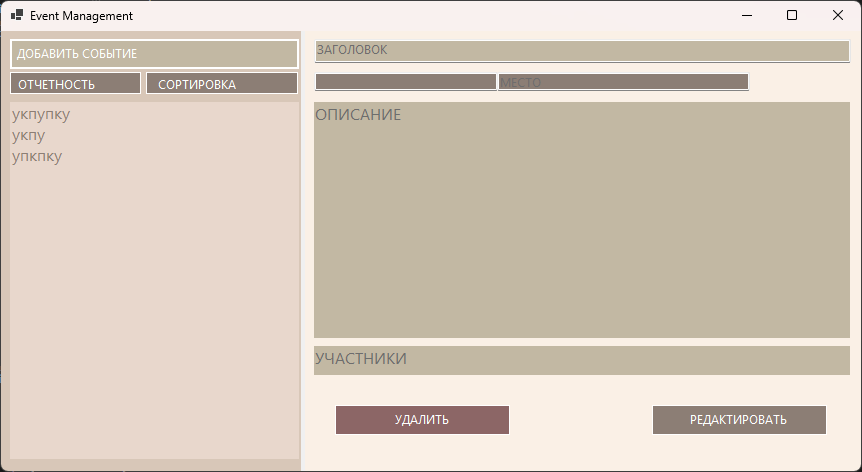 Event Management
ДОБАВИТЬ СОБЫТИЕ
ОТЧЕТНОСТЬ
СОРТИРОВКА
укпупку
укпу
упкпку
ЗАГОЛОВОК
МЕСТО
ОПИСАНИЕ
УЧАСТНИКИ
УДАЛИТЬ
РЕДАКТИРОВАТЬ